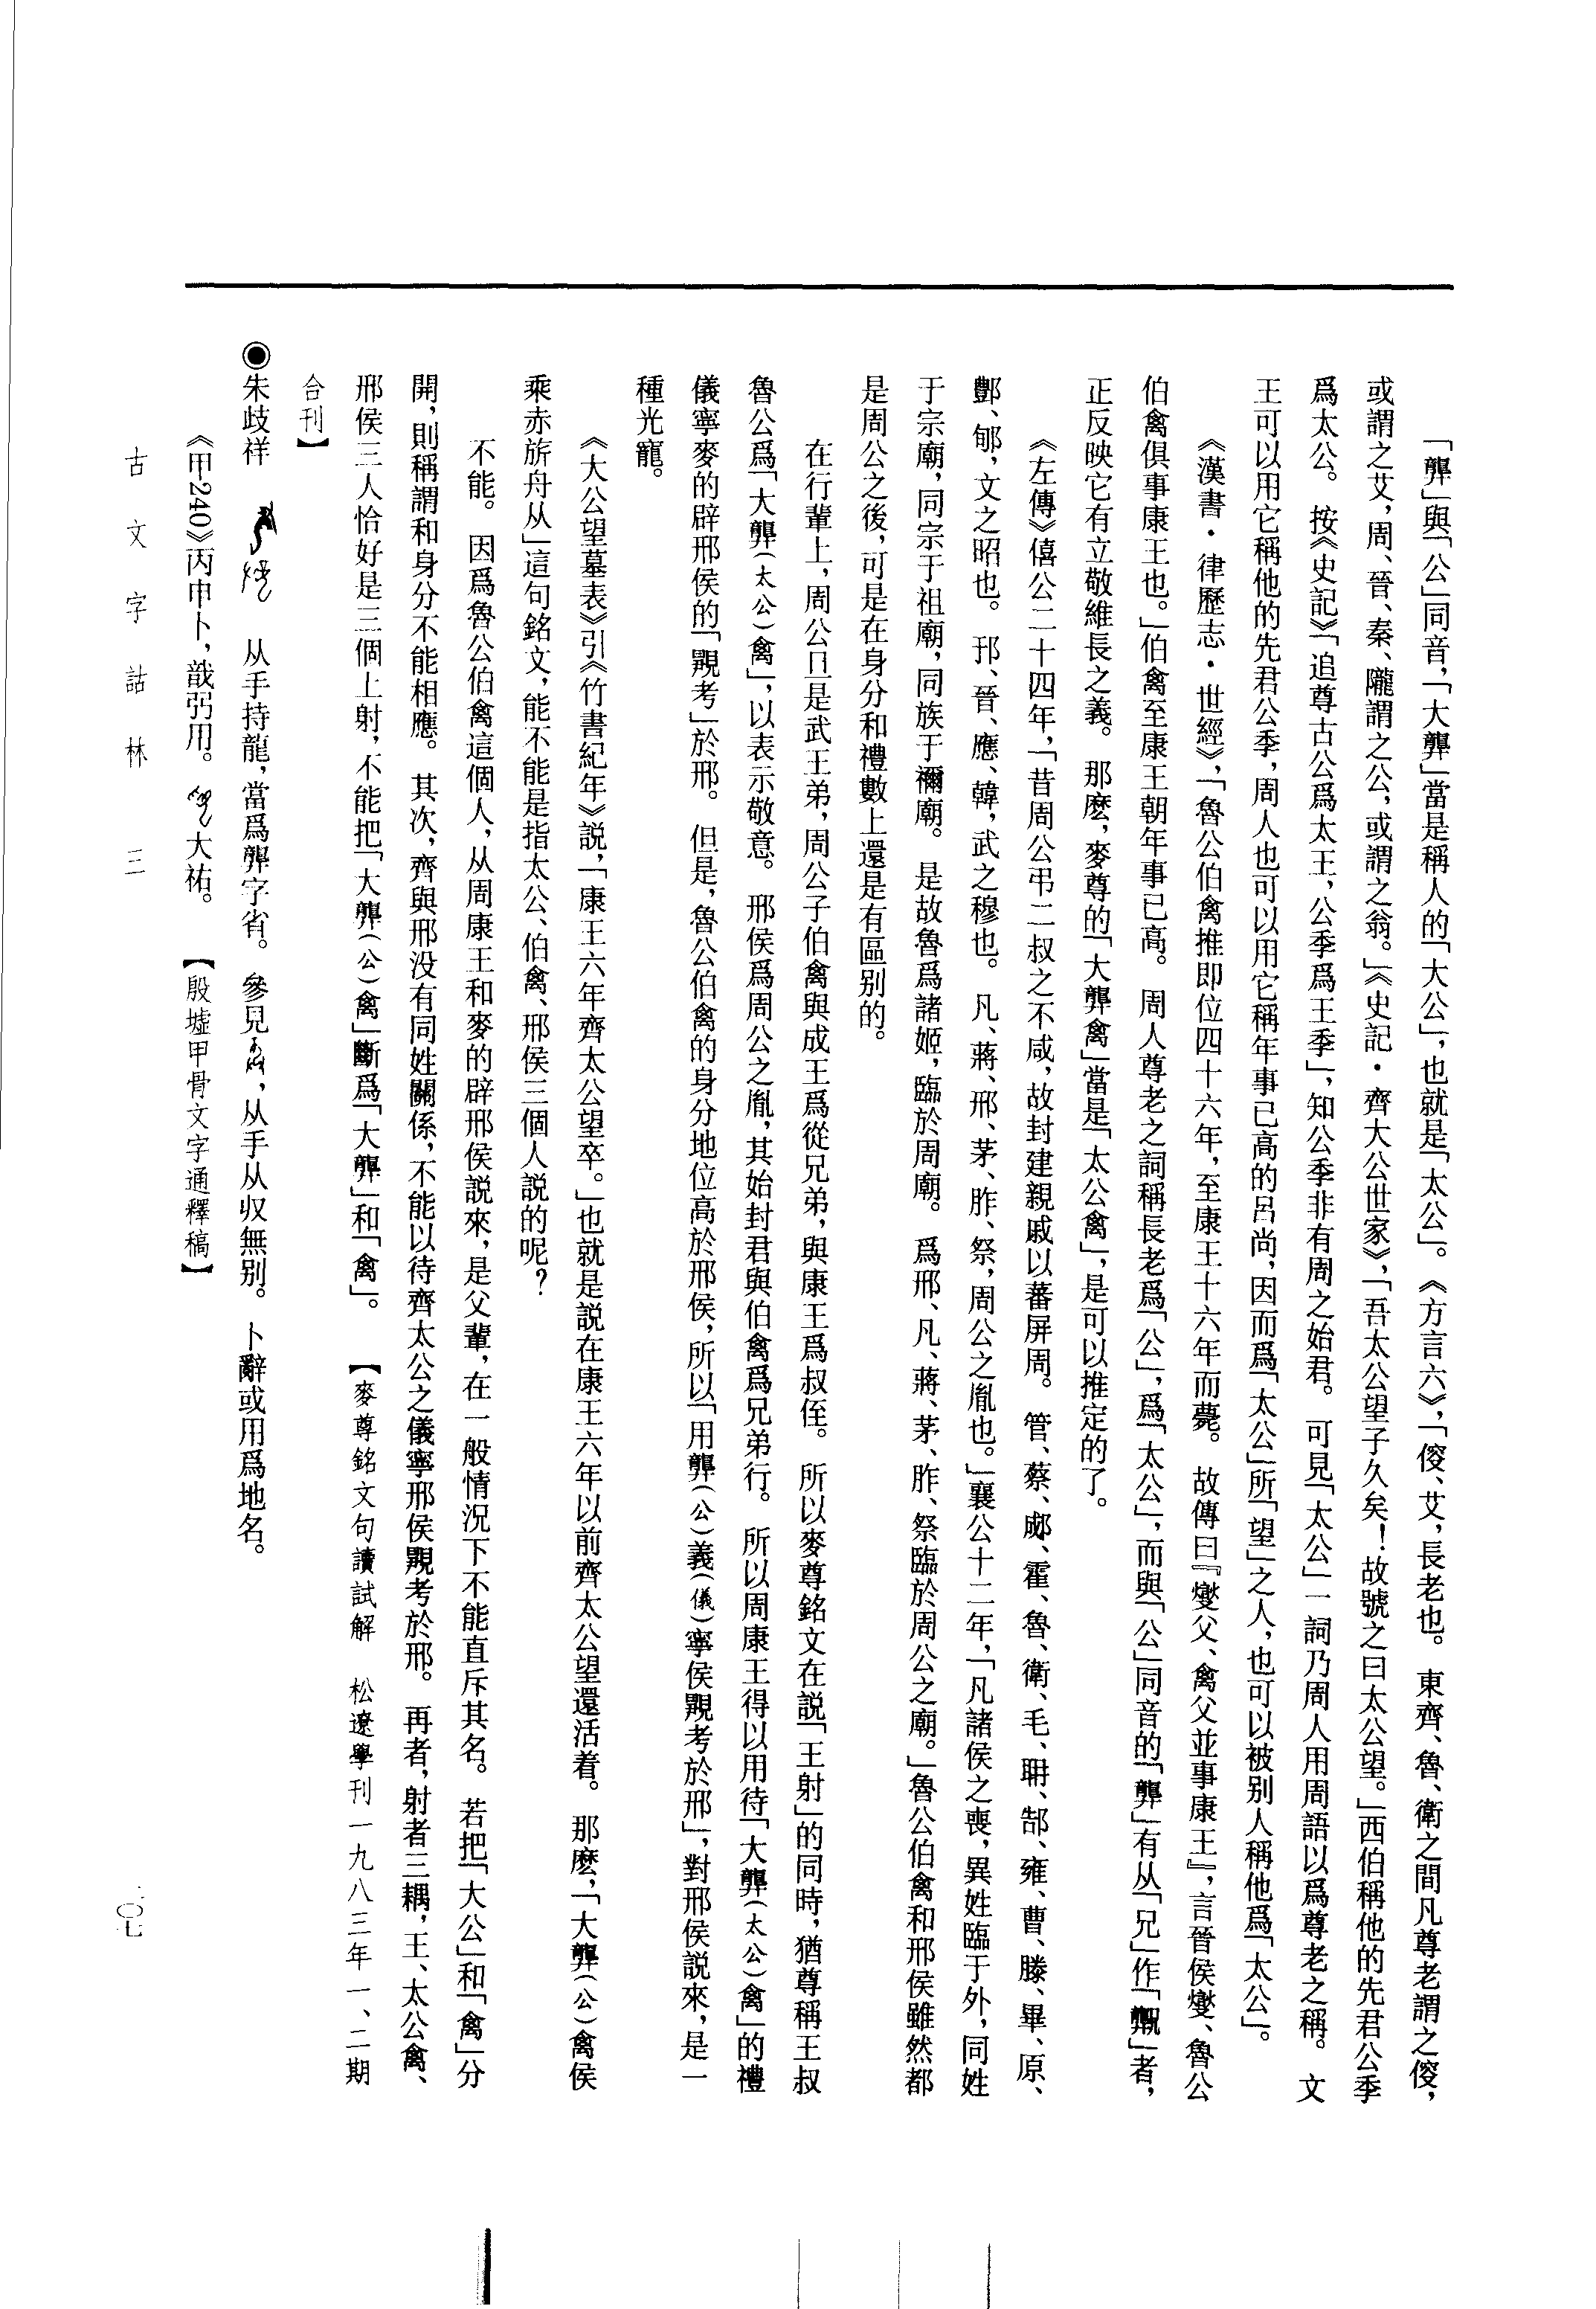 「龏」與「公」同音，「大龏」當是稱人的「大公」，也就是「太公」。《方言六》，「傁、艾，長老也。東齊、魯、衛之間凡尊老謂之傁，
或謂之艾，周、晉、秦、隴謂之公，或謂之翁。」《史記·齊大公世家》，「吾太公望子久矣！故號之曰太公望。」西伯稱他的先君公季
爲太公。按《史記》「追尊古公爲太王，公季爲王季」，知公季非有周之始君。可見「太公」一詞乃周人用周語以爲尊老之稱。文
王可以用它稱他的先君公季，周人也可以用它稱年事已高的呂尚，因而爲「太公」所「望」之人，也可以被别人稱他爲「太公」。
《漢書·律歷志·世經》，「魯公伯禽推即位四十六年，至康王十六年而薨。故傳曰『燮父、禽父並事康王』，言晉侯燮、魯公
伯禽俱事康王也。」伯禽至康王朝年事已高。周人尊老之詞稱長老爲「公」，爲「太公」，而與「公」同音的「龏」有从「兄」作「龔」者，
正反映它有立敬維長之義。那麽，麥尊的「大龏禽」當是「太公禽」，是可以推定的了。
《左傳》僖公二十四年，「昔周公弔二叔之不咸，故封建親戚以蕃屏周。管、蔡、郕、霍、魯、衛、毛、聃、郜、雍、曹、滕、畢、原、
酆、郇，文之昭也。邘、晉、應、韓，武之穆也。凡、蔣、邢、茅、胙、祭，周公之胤也。」襄公十二年，「凡諸侯之喪，異姓臨于外，同姓
于宗廟，同宗于祖廟，同族于禰廟。是故魯爲諸姬，臨於周廟。爲邢、凡、蔣、茅、胙、祭臨於周公之廟。」魯公伯禽和邢侯雖然都
是周公之後，可是在身分和禮數上還是有區别的。
在行輩上，周公旦是武王弟，周公子伯禽與成王爲從兄弟，與康王爲叔侄。所以麥尊銘文在説「王射」的同時，猶尊稱王叔
魯公爲「大龏（太公）禽」，以表示敬意。邢侯爲周公之胤，其始封君與伯禽爲兄弟行。所以周康王得以用待「大龏（太公）禽」的禮
儀寧麥的辟邢侯的「覭考」於邢。但是，魯公伯禽的身分地位高於邢侯，所以「用龏（公）義（儀）寧侯覭考於邢」，對邢侯説來，是一
種光寵。
《大公望墓表》引《竹書紀年》説，「康王六年齊太公望卒。」也就是説在康王六年以前齊太公望還活着。那麽，「大龏（公）禽侯
乘赤旂舟从」這句銘文，能不能是指太公、伯禽、邢侯三個人説的呢？
不能。因爲魯公伯禽這個人，从周康王和麥的辟邢侯説來，是父輩，在一般情況下不能直斥其名。若把「大公」和「禽」分
開，則稱謂和身分不能相應。其次，齊與邢没有同姓關係，不能以待齊太公之儀寧邢侯覭考於邢。再者，射者三耦，王、太公禽、
邢侯三人恰好是三個上射，不能把「大龏（公）禽」斷爲「大龏」和「禽」。【麥尊銘文句讀試解　松遼學刊一九八三年一、二期
合刊】
◉朱歧祥　从手持龍，當爲龏字省。參見，从手从収無别。卜辭或用爲地名。
《甲240》丙申卜，㦰弜用。大祐。【殷墟甲骨文字通釋稿】
古文字詁林　三
〇七